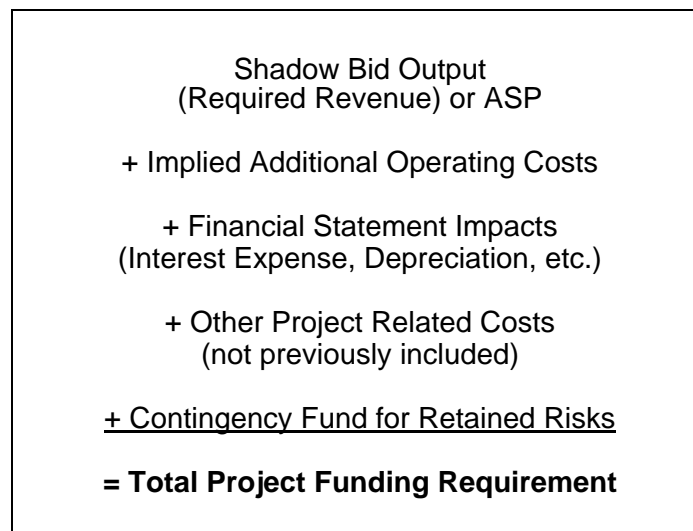 Shadow Bid Output
(Required Revenue) or ASP
+ Implied Additional Operating Costs
+ Financial Statement Impacts
(Interest Expense, Depreciation, etc.)
+ Other Project Related Costs
(not previously included)
+ Contingency Fund for Retained Risks
= Total Project Funding Requirement